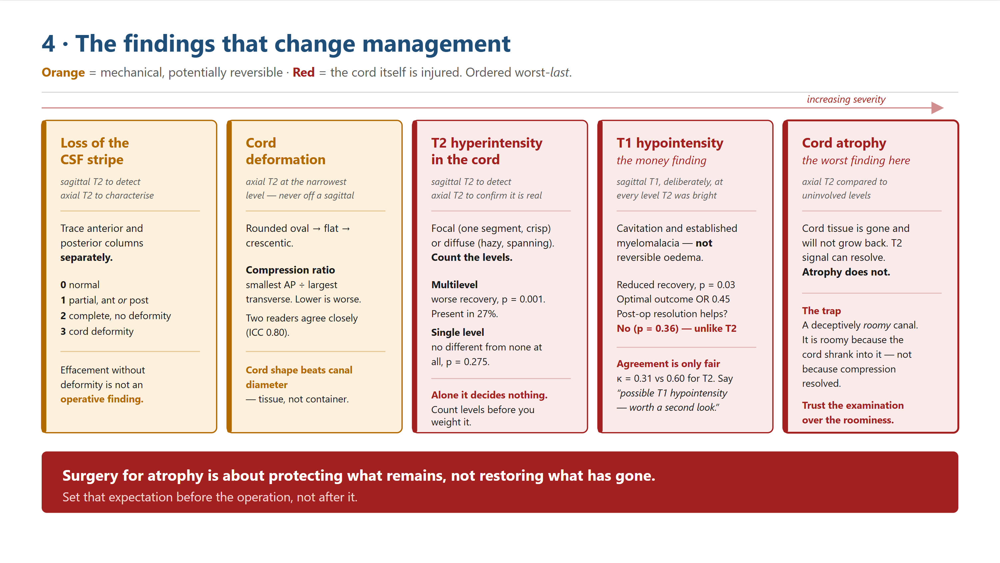 4 · The findings that change management
Orange = mechanical, potentially reversible · Red = the cord itself is injured. Ordered worst-last.
increasing severity
Loss of the
CSF stripe
sagittal T2 to detect
axial T2 to characterise
Trace anterior and
posterior columns
separately.
0 normal
1 partial, ant or post
2 complete, no deformity
3 cord deformity
Effacement without
deformity is not an
operative finding.
Cord
deformation
axial T2 at the narrowest
level — never off a sagittal
Rounded oval → flat →
crescentic.
Compression ratio
smallest AP ÷ largest
transverse. Lower is worse.
Two readers agree closely
(ICC 0.80).
Cord shape beats canal
diameter
— tissue, not container.
T2 hyperintensity
in the cord
sagittal T2 to detect
axial T2 to confirm it is real
Focal (one segment, crisp)
or diffuse (hazy, spanning).
Count the levels.
Multilevel
worse recovery, p = 0.001.
Present in 27%.
Single level
no different from none at
all, p = 0.275.
Alone it decides nothing.
Count levels before you
weight it.
T1 hypointensity
the money finding
sagittal T1, deliberately, at
every level T2 was bright
Cavitation and established
myelomalacia — not
reversible oedema.
Reduced recovery, p = 0.03
Optimal outcome OR 0.45
Post-op resolution helps?
No (p = 0.36) — unlike T2
Agreement is only fair
κ = 0.31 vs 0.60 for T2. Say
“possible T1 hypointensity
— worth a second look.”
Cord atrophy
the worst finding here
axial T2 compared to
uninvolved levels
Cord tissue is gone and
will not grow back. T2
signal can resolve.
Atrophy does not.
The trap
A deceptively roomy canal.
It is roomy because the
cord shrank into it — not
because compression
resolved.
Trust the examination
over the roominess.
Surgery for atrophy is about protecting what remains, not restoring what has gone.
Set that expectation before the operation, not after it.